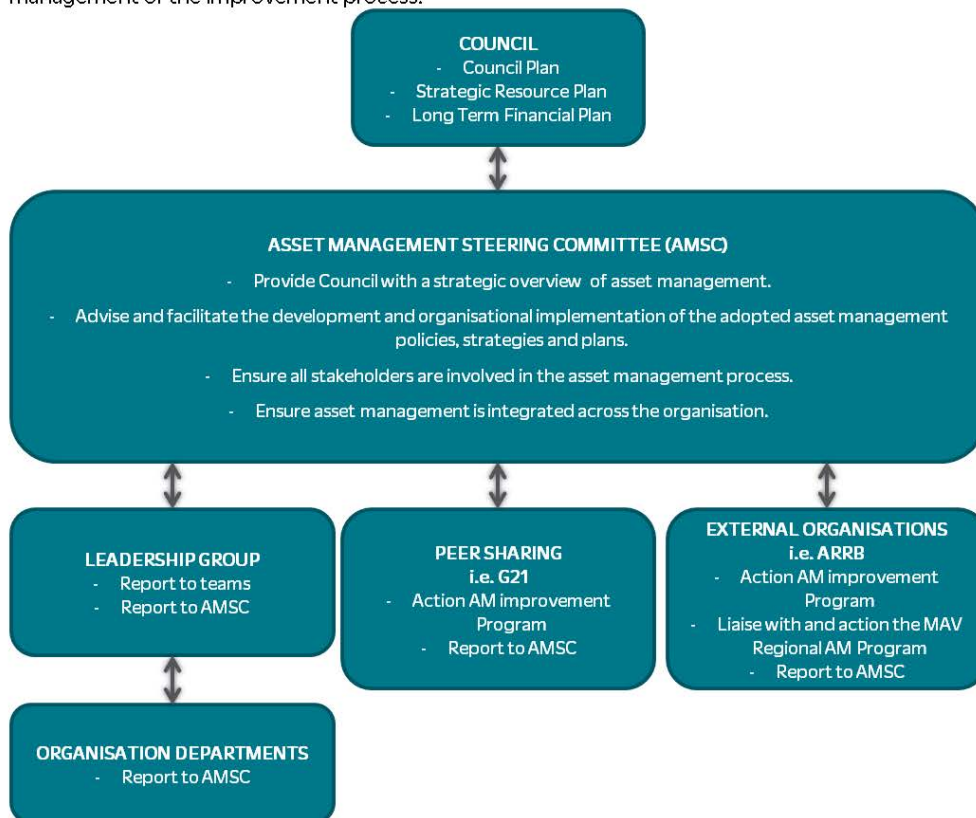 management of the improvement process.
COUNCIL
- Council Plan
- Strategic Resource Plan
- Long Term Financial Plan
ASSET MANAGEMENT STEERING COMMITTEE (AMSC)
- Provide Council with a strategic overview of asset management.
- Advise and facilitate the development and organisational implementation of the adopted asset management
policies, strategies and plans.
- Ensure all stakeholders are involved in the asset management process.
- Ensure asset management is integrated across the organisation.
LEADERSHIP GROUP
- Report to teams
- Report to AMSC
PEER SHARING
i.e. G21
- Action AM improvement
Program
- Report to AMSC
EXTERNAL ORGANISATIONS
i.e. ARRB
- Action AM improvement
Program
- Liaise with and action the MAV
Regional AM Program
- Report to AMSC
ORGANISATION DEPARTMENTS
- Report to AMSC